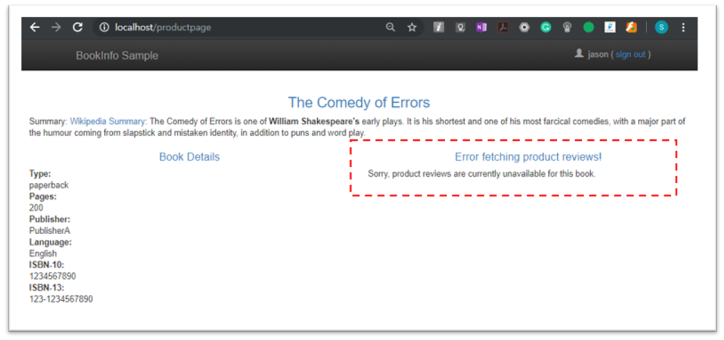 localhost/productpage
BookInfo Sample
jason ( sign out )
The Comedy of Errors
Summary: Wikipedia Summary: The Comedy of Errors is one of William Shakespeare's early plays. It is his shortest and one of his most farcical comedies, with a major part of
the humour coming from slapstick and mistaken identity, in addition to puns and word play.
Book Details
Type:
paperback
Pages:
200
Publisher:
PublisherA
Language:
English
ISBN-10:
1234567890
ISBN-13:
123-1234567890
Error fetching product reviews!
Sorry, product reviews are currently unavailable for this book.